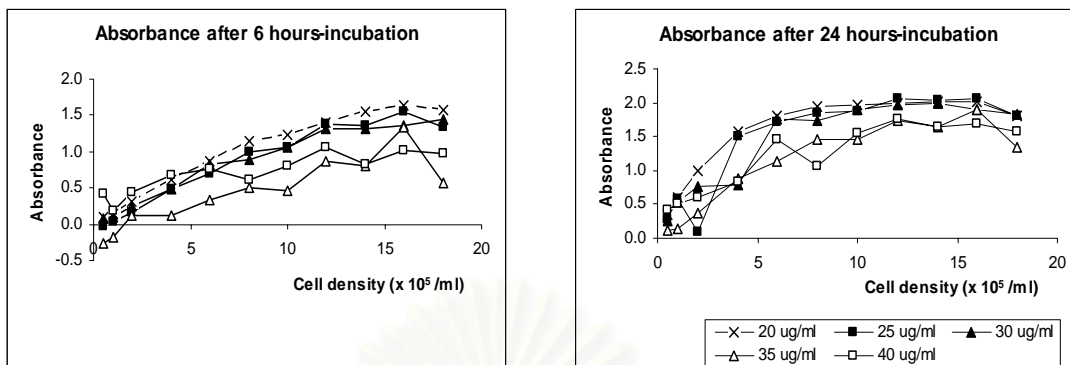 Absorbance after 6 hours-incubation
2.0
1.5
1.0
0.5
0.0
-0.5
Absorbance
0
5
10
15
20
Cell density (x 10⁵ /ml)
Absorbance after 24 hours-incubation
2.5
2.0
1.5
1.0
0.5
0.0
Absorbance
0
5
10
15
20
Cell density (x 10⁵ /ml)
20 ug/ml 25 ug/ml 30 ug/ml
35 ug/ml 40 ug/ml